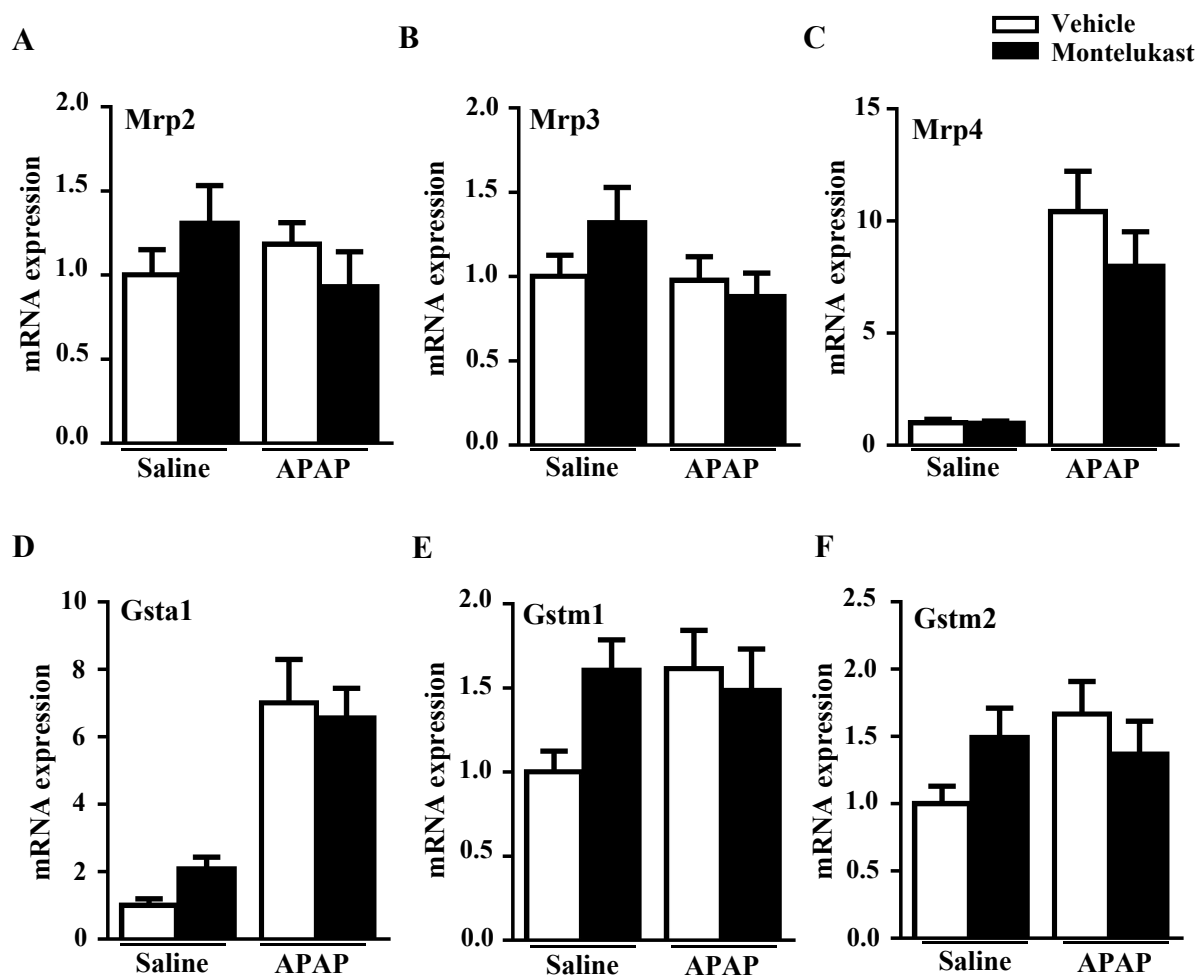 Vehicle
Montelukast
A
B
C
Mrp2
Mrp3
Mrp4
mRNA expression
2.0
1.5
1.0
0.5
0.0
Saline APAP
mRNA expression
2.0
1.5
1.0
0.5
0.0
Saline APAP
mRNA expression
15
10
5
0
Saline APAP
D
E
F
Gsta1
Gstm1
Gstm2
mRNA expression
10
8
6
4
2
0
Saline APAP
mRNA expression
2.0
1.5
1.0
0.5
0.0
Saline APAP
mRNA expression
2.5
2.0
1.5
1.0
0.5
0.0
Saline APAP